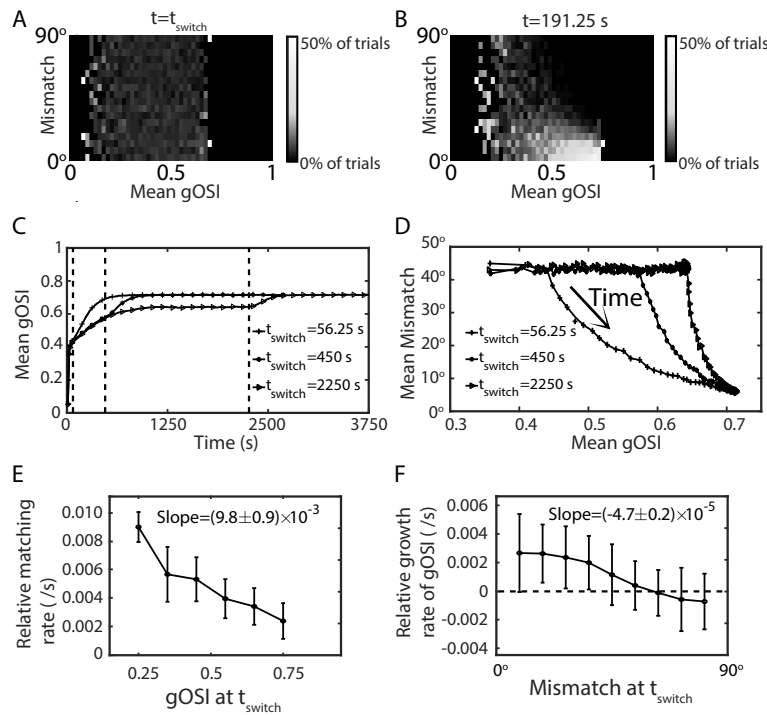 A
t=t_switch
90°
Mismatch
0°
0
0.5
1
Mean gOSI
50% of trials
0% of trials
B
t=191.25 s
90°
Mismatch
0°
0
0.5
1
Mean gOSI
50% of trials
0% of trials
C
1
0.8
0.6
0.4
0.2
0
Mean gOSI
t_switch=56.25 s
t_switch=450 s
t_switch=2250 s
0
1250
2500
3750
Time (s)
D
50°
40°
30°
20°
10°
0°
Mean Mismatch
Time
t_switch=56.25 s
t_switch=450 s
t_switch=2250 s
0.3
0.4
0.5
0.6
0.7
Mean gOSI
E
0.010
0.008
0.006
0.004
0.002
0
Relative matching
rate (/s)
Slope=(9.8±0.9)×10⁻³
0.25
0.50
0.75
gOSI at t_switch
F
0.006
0.004
0.002
0
-0.002
-0.004
Relative growth
rate of gOSI (/s)
Slope=(-4.7±0.2)×10⁻⁵
0°
90°
Mismatch at t_switch